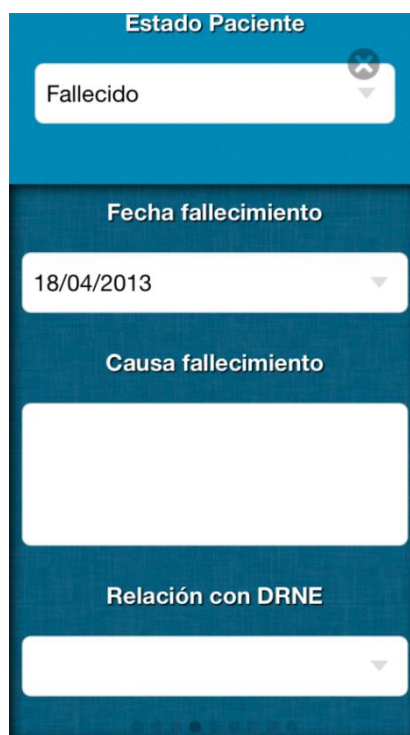 Estado Paciente
Fallecido
Fecha fallecimiento
18/04/2013
Causa fallecimiento
Relación con DRNE